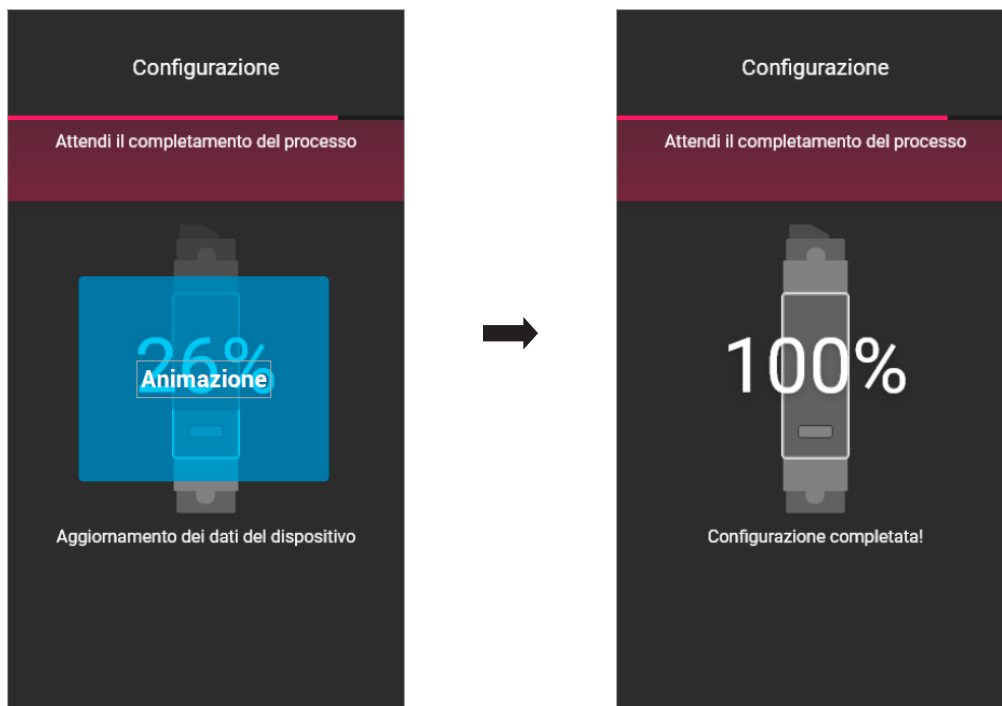 Configurazione
Attendi il completamento del processo
26%
Animazione
Aggiornamento dei dati del dispositivo
Configurazione
Attendi il completamento del processo
100%
Configurazione completata!